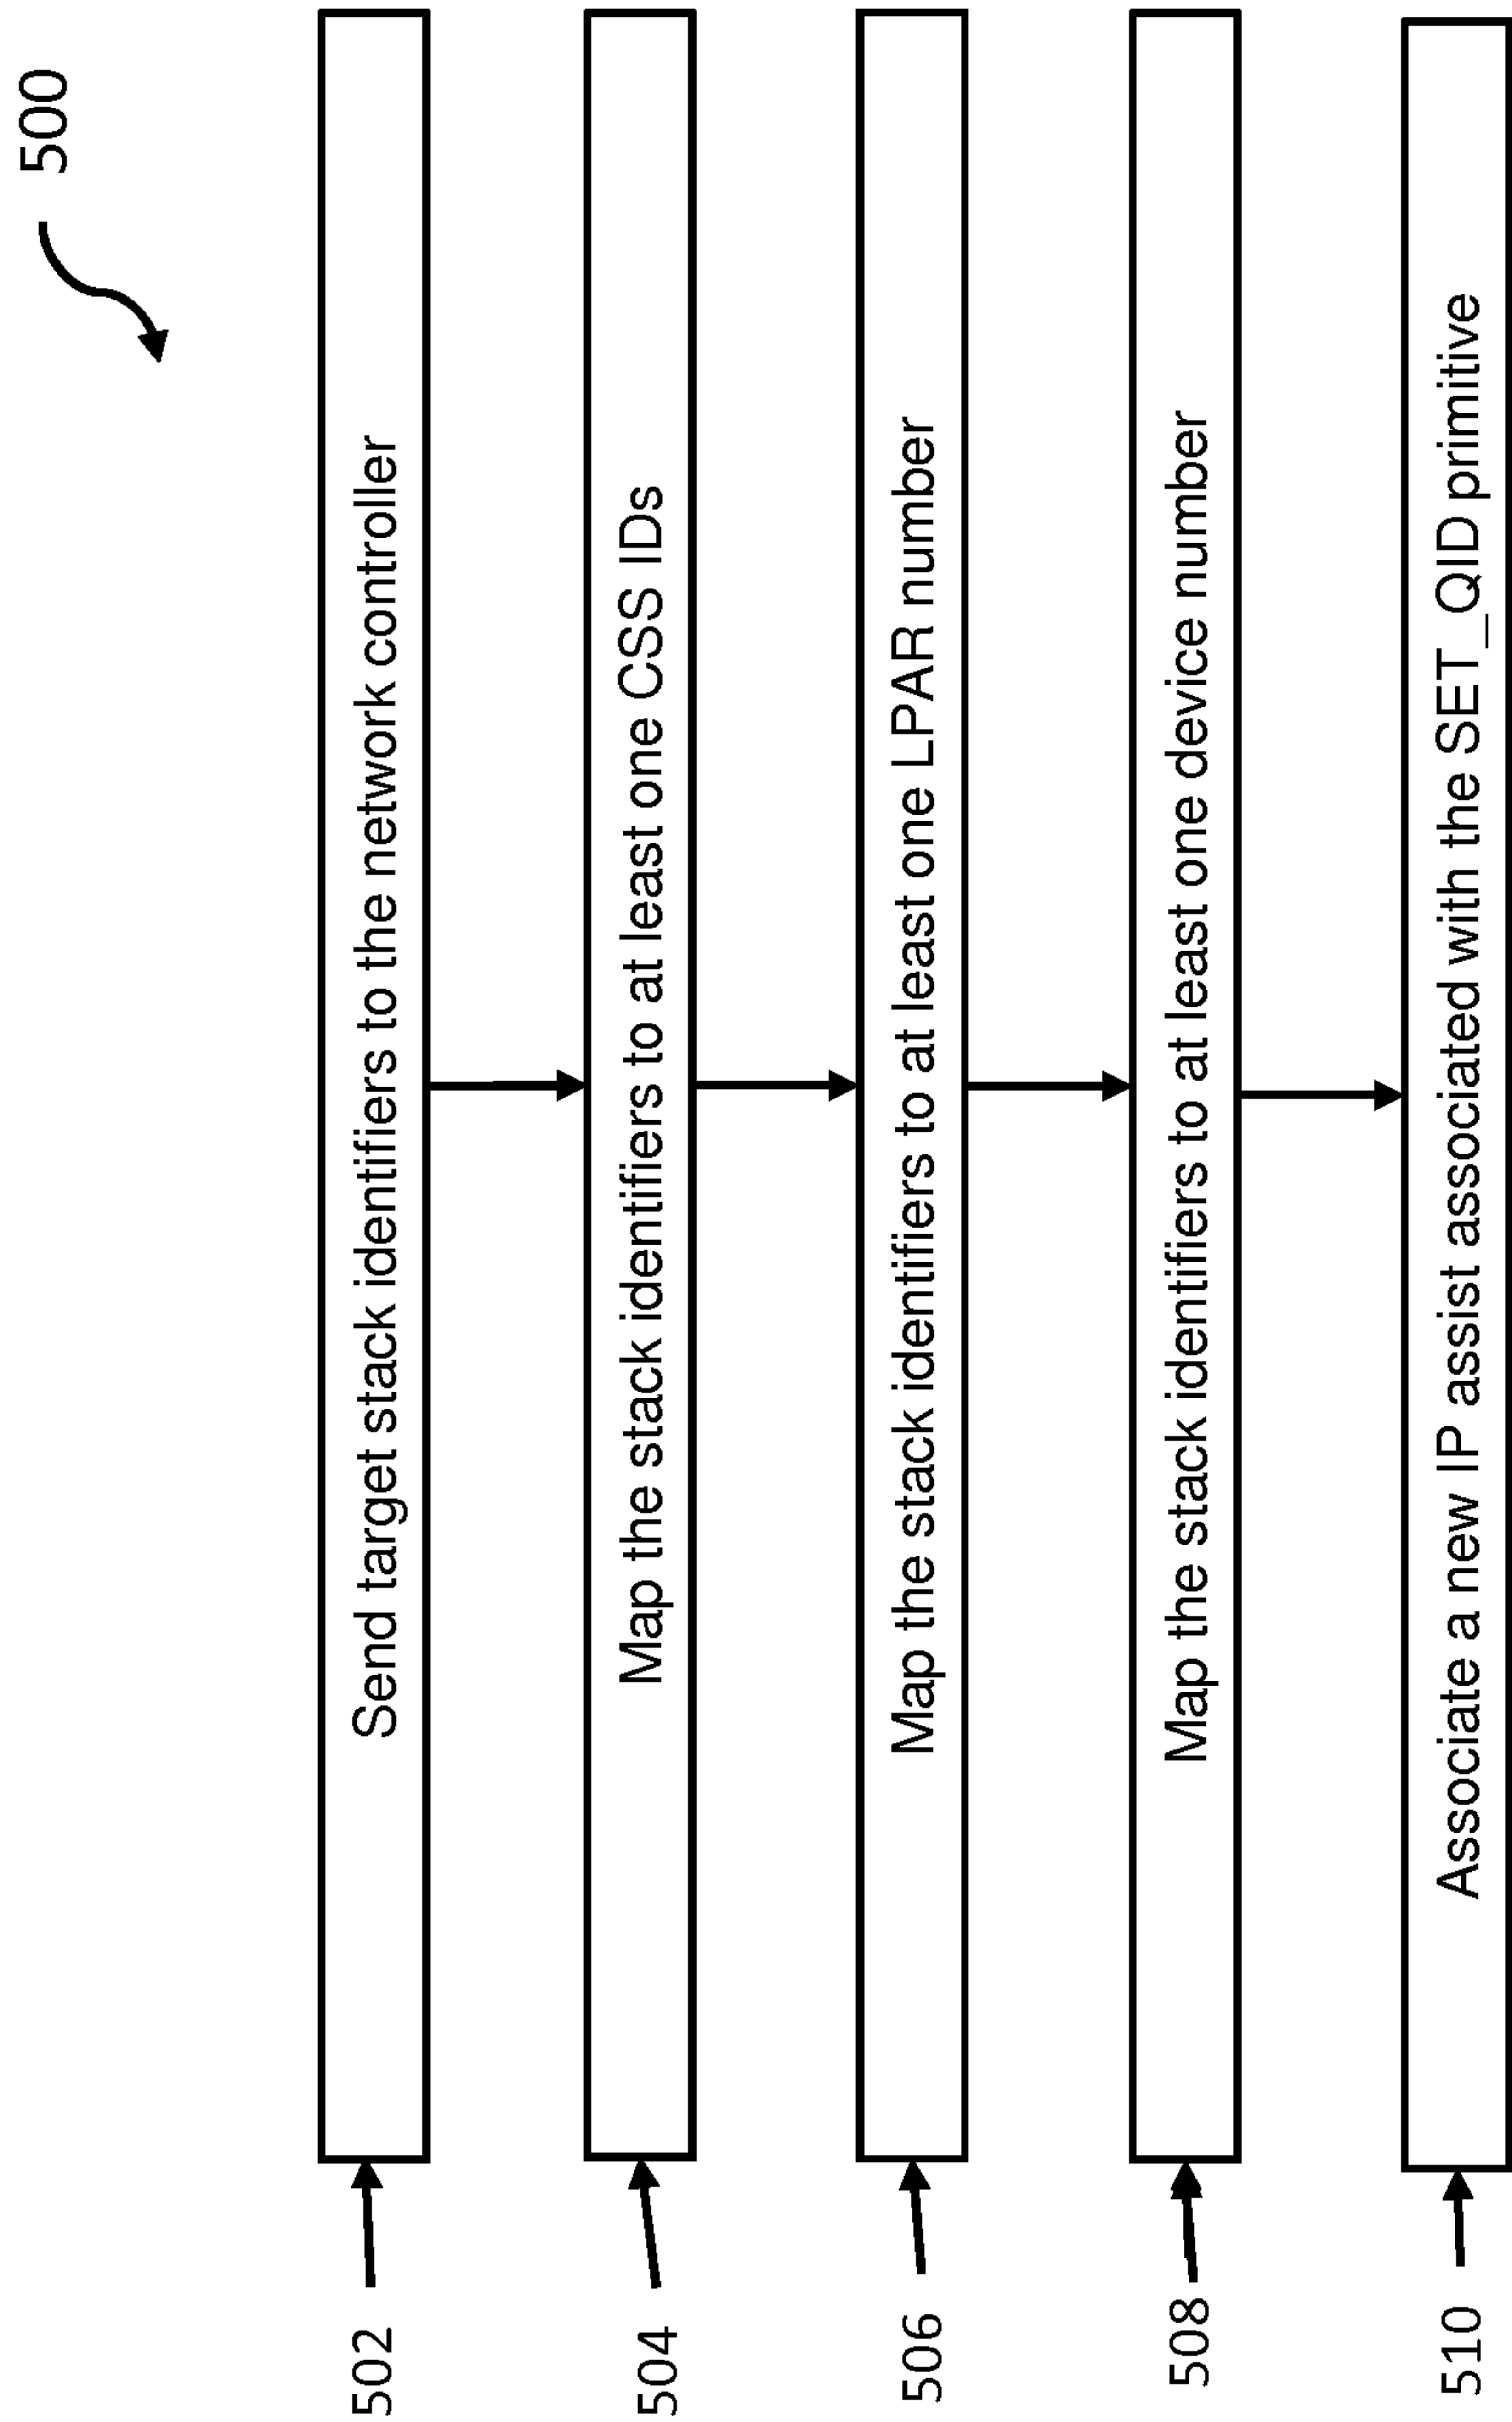 500
502
Send target stack identifiers to the network controller
504
Map the stack identifiers to at least one CSS IDs
506
Map the stack identifiers to at least one LPAR number
508
Map the stack identifiers to at least one device number
510
Associate a new IP assist associated with the SET_QID primitive